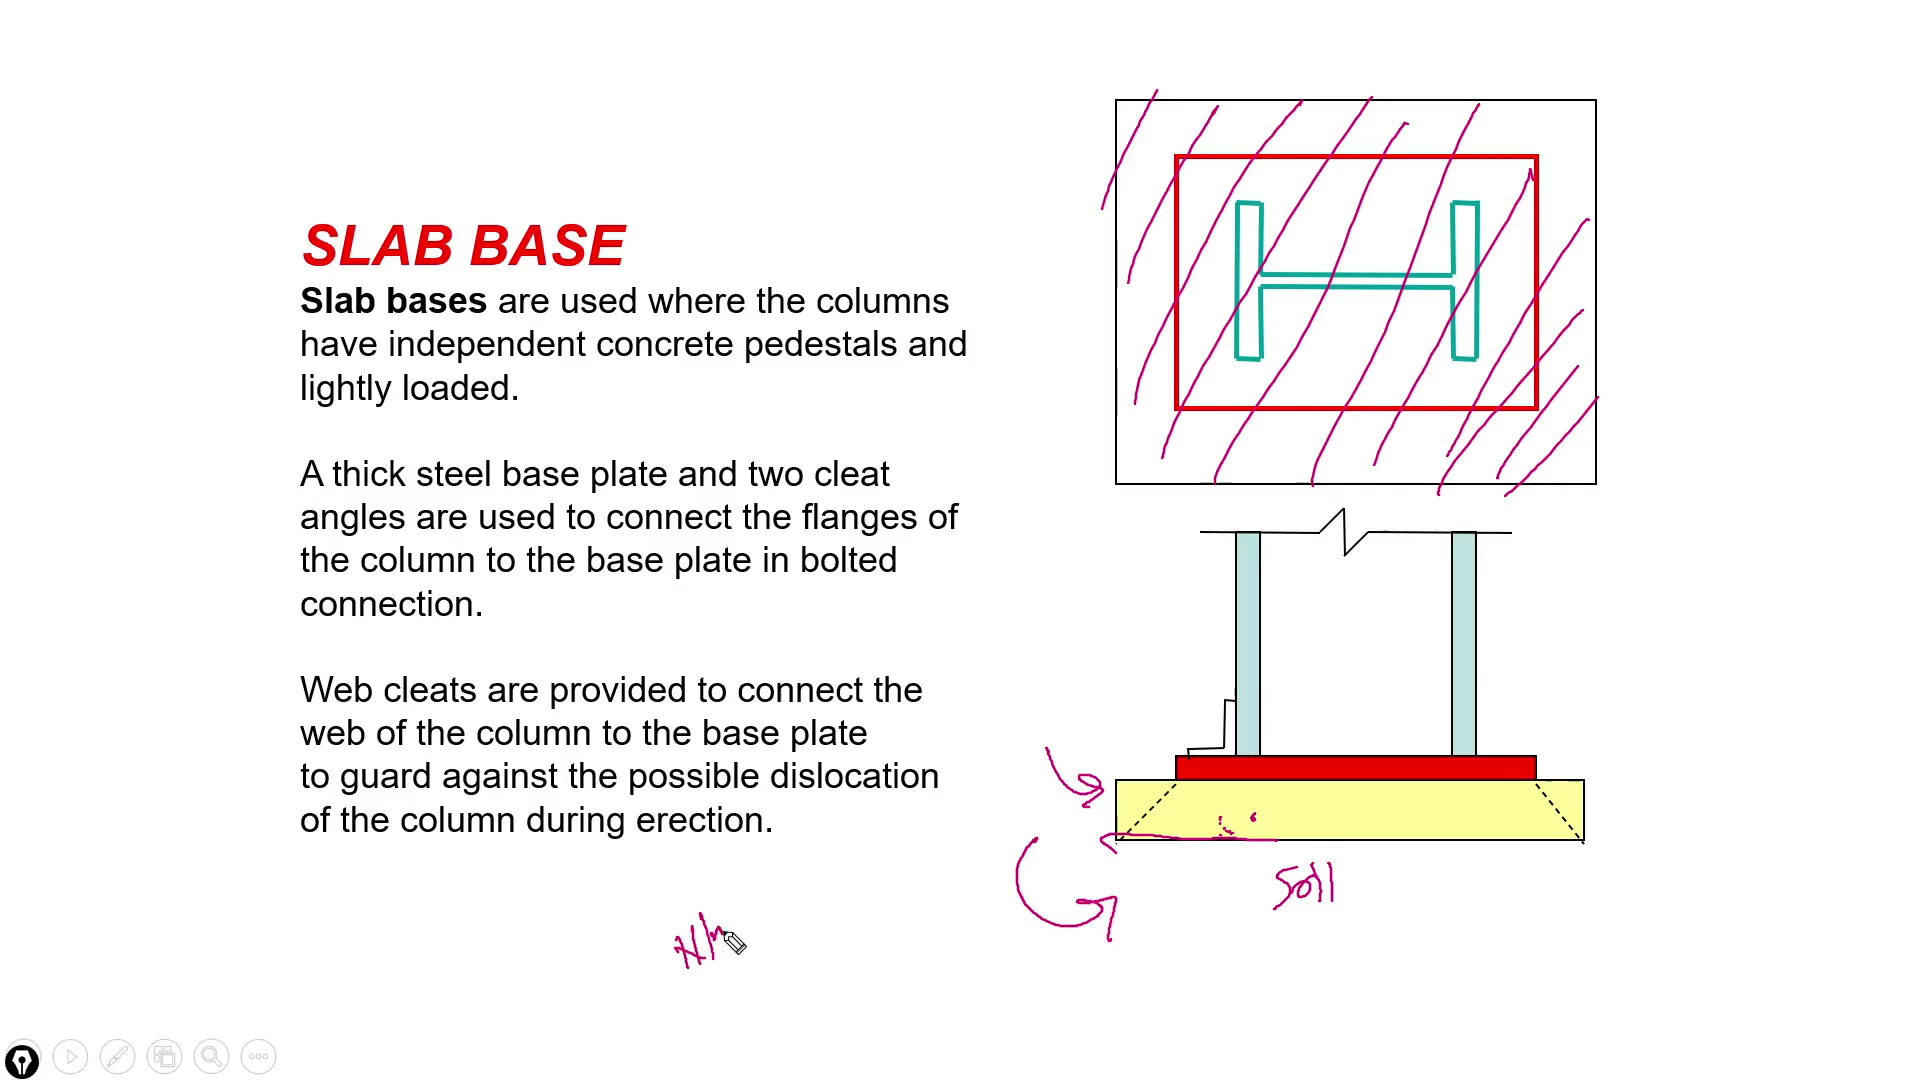 SLAB BASE
Slab bases are used where the columns
have independent concrete pedestals and
lightly loaded.
A thick steel base plate and two cleat
angles are used to connect the flanges of
the column to the base plate in bolted
connection.
Web cleats are provided to connect the
web of the column to the base plate
to guard against the possible dislocation
of the column during erection.
Soil